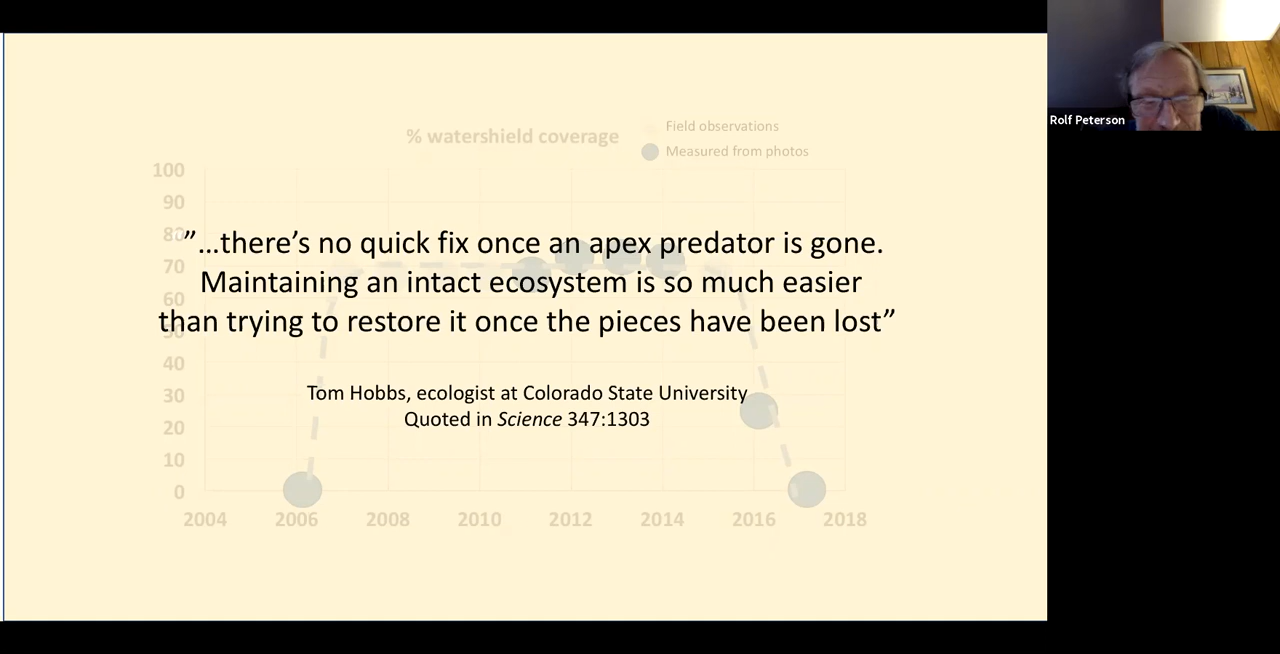 % watershield coverage
Field observations
Measured from photos
100
90
80
70
60
50
40
30
20
10
0
2004 2006 2008 2010 2012 2014 2016 2018
”...there’s no quick fix once an apex predator is gone.
Maintaining an intact ecosystem is so much easier
than trying to restore it once the pieces have been lost”
Tom Hobbs, ecologist at Colorado State University
Quoted in Science 347:1303
Rolf Peterson